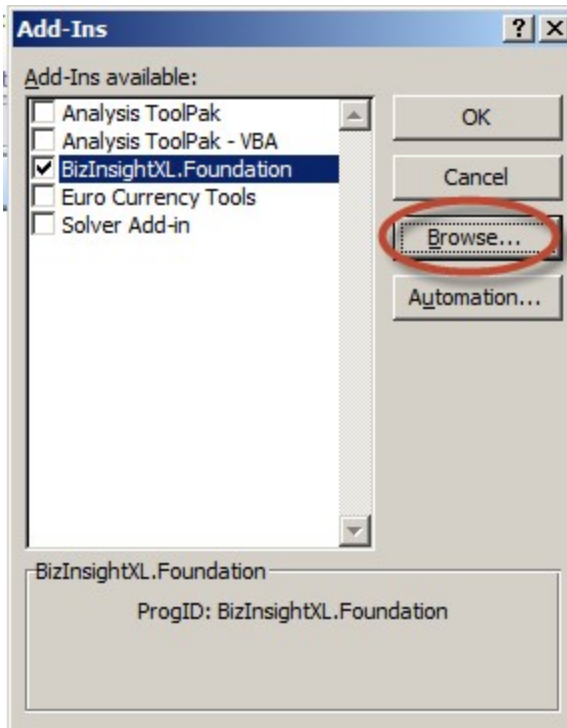 Add-Ins
Add-Ins available:
Analysis ToolPak
Analysis ToolPak - VBA
BizInsightXL.Foundation
Euro Currency Tools
Solver Add-in
OK
Cancel
Browse...
Automation...
BizInsightXL.Foundation
ProgID: BizInsightXL.Foundation